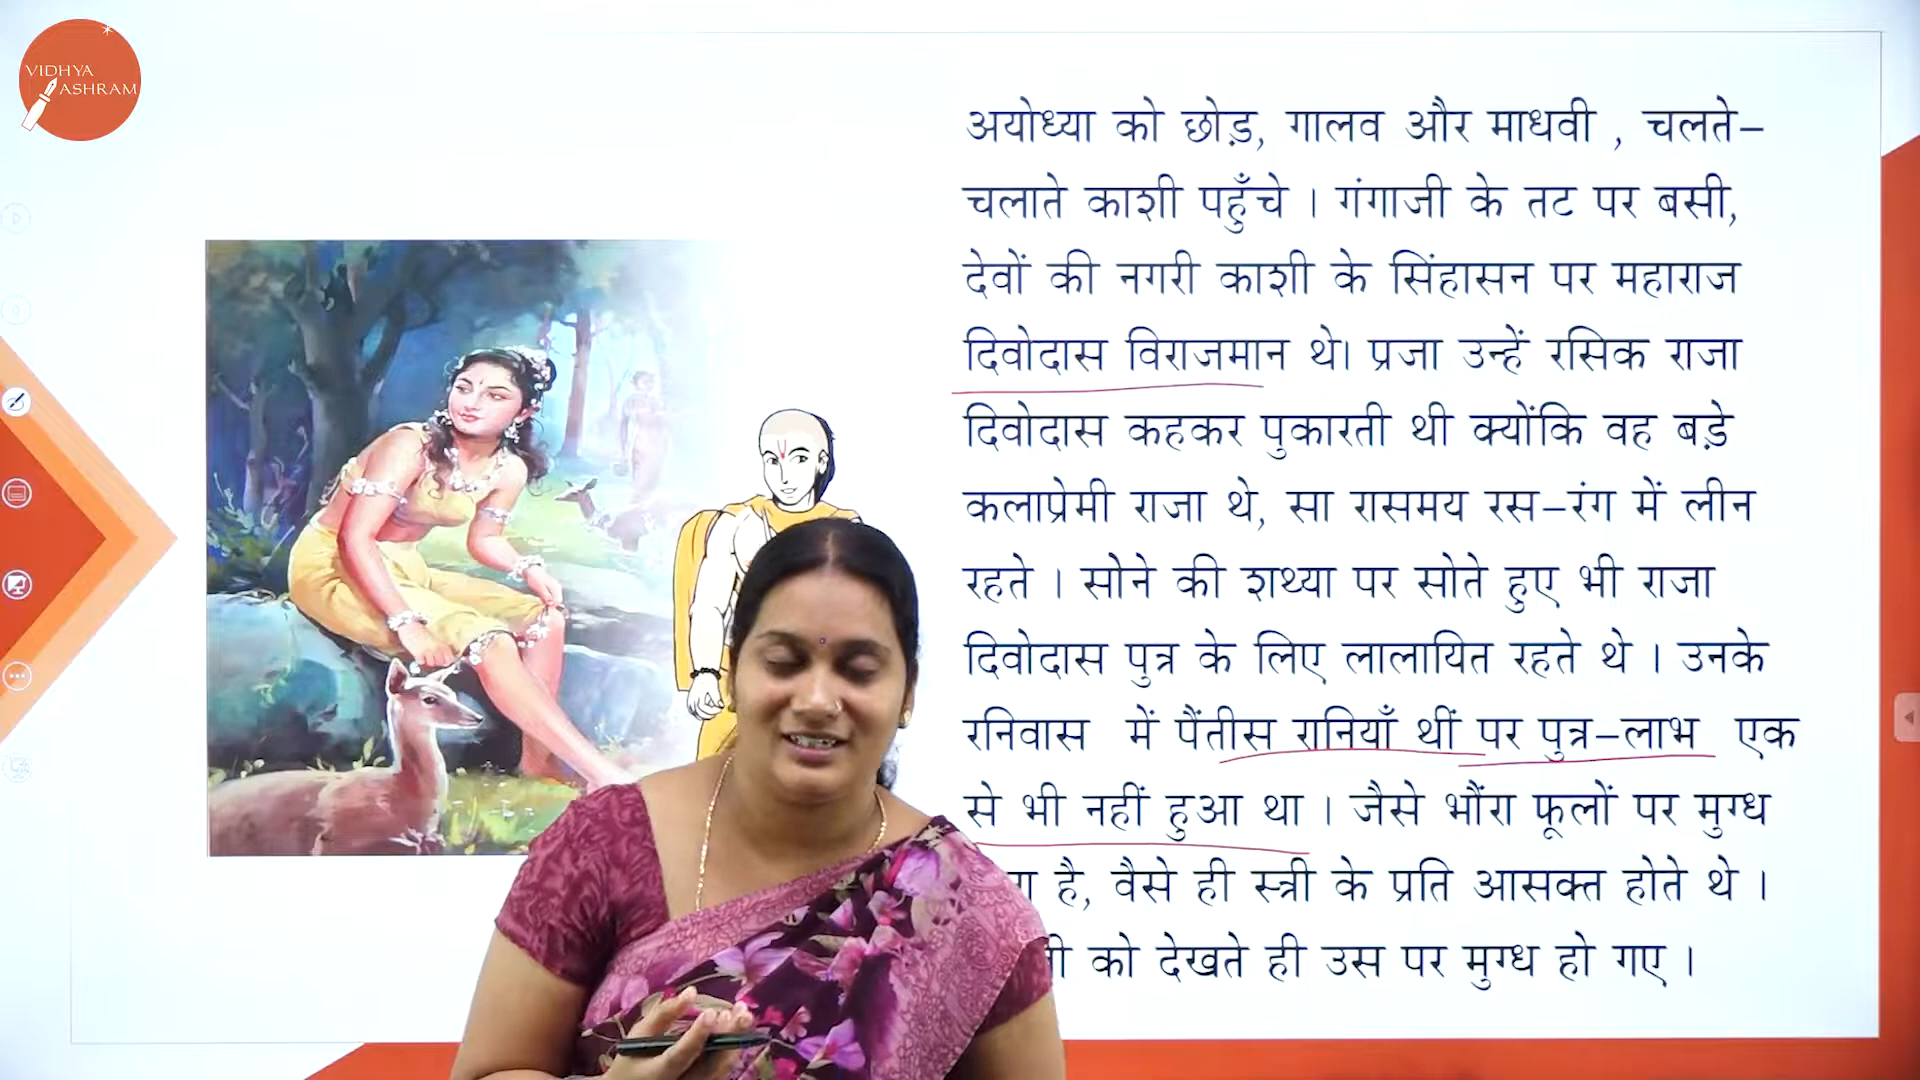 VIDHYA
ASHRAM
अयोध्या को छोड़, गालव और माधवी , चलते–
चलाते काशी पहुँचे । गंगाजी के तट पर बसी,
देवों की नगरी काशी के सिंहासन पर महाराज
दिवोदास विराजमान थे। प्रजा उन्हें रसिक राजा
दिवोदास कहकर पुकारती थी क्योंकि वह बड़े
कलाप्रेमी राजा थे, सा रासमय रस–रंग में लीन
रहते । सोने की शथ्या पर सोते हुए भी राजा
दिवोदास पुत्र के लिए लालायित रहते थे । उनके
रनिवास में पैंतीस रानियाँ थीं पर पुत्र–लाभ एक
से भी नहीं हुआ था । जैसे भौंरा फूलों पर मुग्ध
है, वैसे ही स्त्री के प्रति आसक्त होते थे ।
को देखते ही उस पर मुग्ध हो गए ।